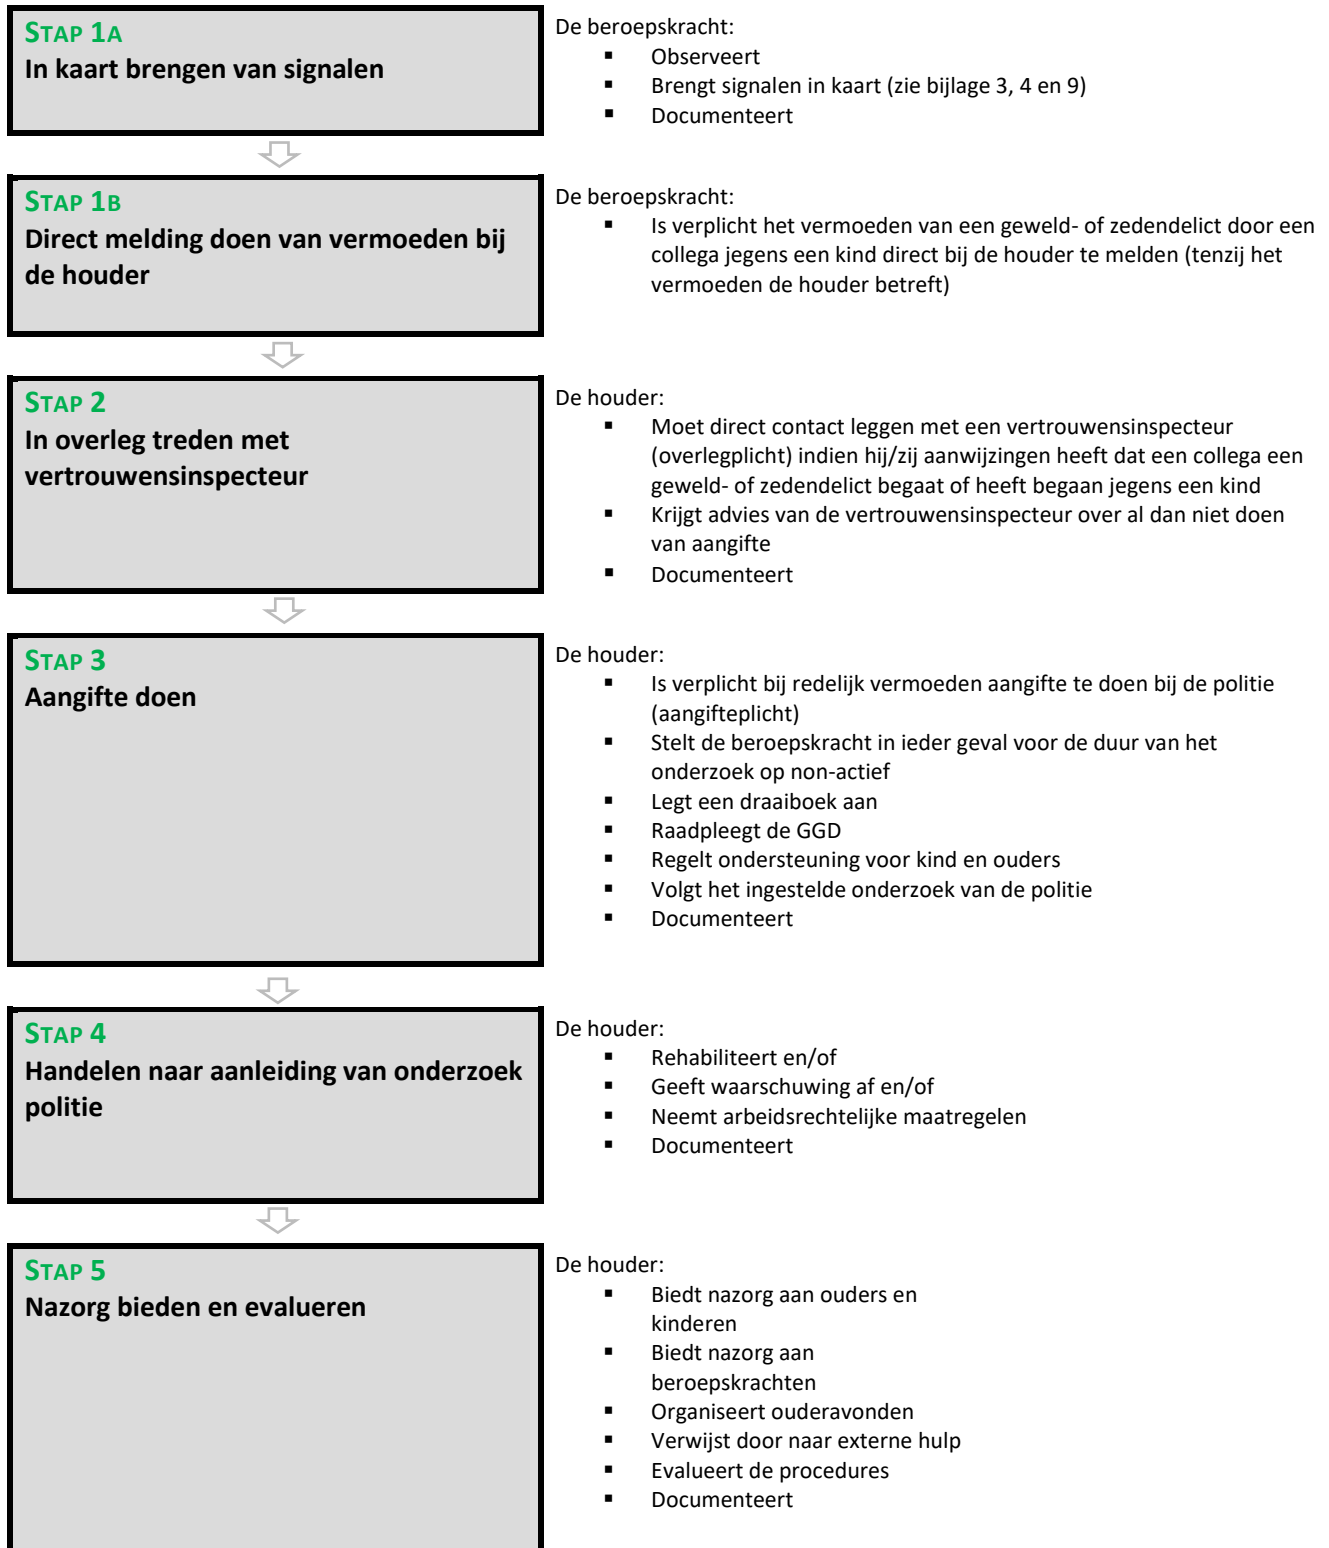 STAP 1A
In kaart brengen van signalen
De beroepskracht:
▪ Observeert
▪ Brengt signalen in kaart (zie bijlage 3, 4 en 9)
▪ Documenteert
STAP 1B
Direct melding doen van vermoeden bij
de houder
De beroepskracht:
▪ Is verplicht het vermoeden van een geweld- of zedendelict door een
collega jegens een kind direct bij de houder te melden (tenzij het
vermoeden de houder betreft)
STAP 2
In overleg treden met
vertrouwensinspecteur
De houder:
▪ Moet direct contact leggen met een vertrouwensinspecteur
(overlegplicht) indien hij/zij aanwijzingen heeft dat een collega een
geweld- of zedendelict begaat of heeft begaan jegens een kind
▪ Krijgt advies van de vertrouwensinspecteur over al dan niet doen
van aangifte
▪ Documenteert
STAP 3
Aangifte doen
De houder:
▪ Is verplicht bij redelijk vermoeden aangifte te doen bij de politie
(aangifteplicht)
▪ Stelt de beroepskracht in ieder geval voor de duur van het
onderzoek op non-actief
▪ Legt een draaiboek aan
▪ Raadpleegt de GGD
▪ Regelt ondersteuning voor kind en ouders
▪ Volgt het ingestelde onderzoek van de politie
▪ Documenteert
STAP 4
Handelen naar aanleiding van onderzoek
politie
De houder:
▪ Rehabiliteert en/of
▪ Geeft waarschuwing af en/of
▪ Neemt arbeidsrechtelijke maatregelen
▪ Documenteert
STAP 5
Nazorg bieden en evalueren
De houder:
▪ Biedt nazorg aan ouders en
kinderen
▪ Biedt nazorg aan
beroepskrachten
▪ Organiseert ouderavonden
▪ Verwijst door naar externe hulp
▪ Evalueert de procedures
▪ Documenteert